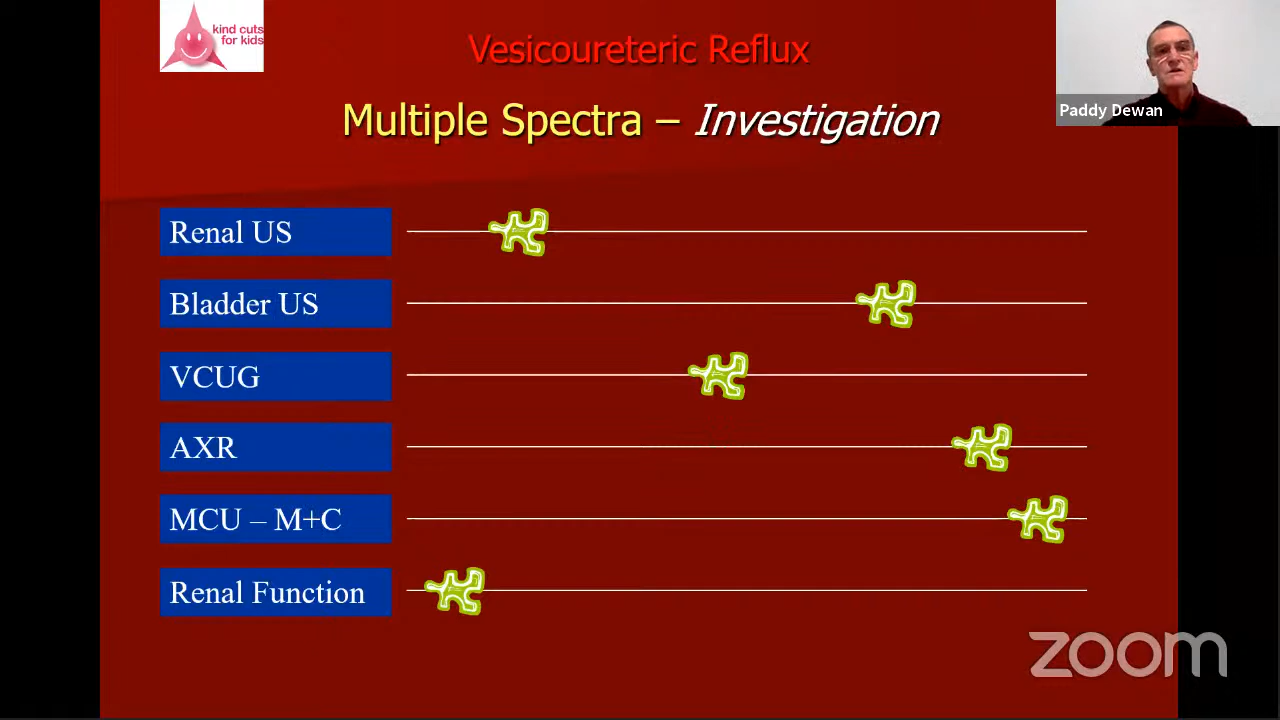 kind cuts
for kids
Vesicoureteric Reflux
Multiple Spectra – Investigation
Paddy Dewan
Renal US
Bladder US
VCUG
AXR
MCU – M+C
Renal Function
zoom